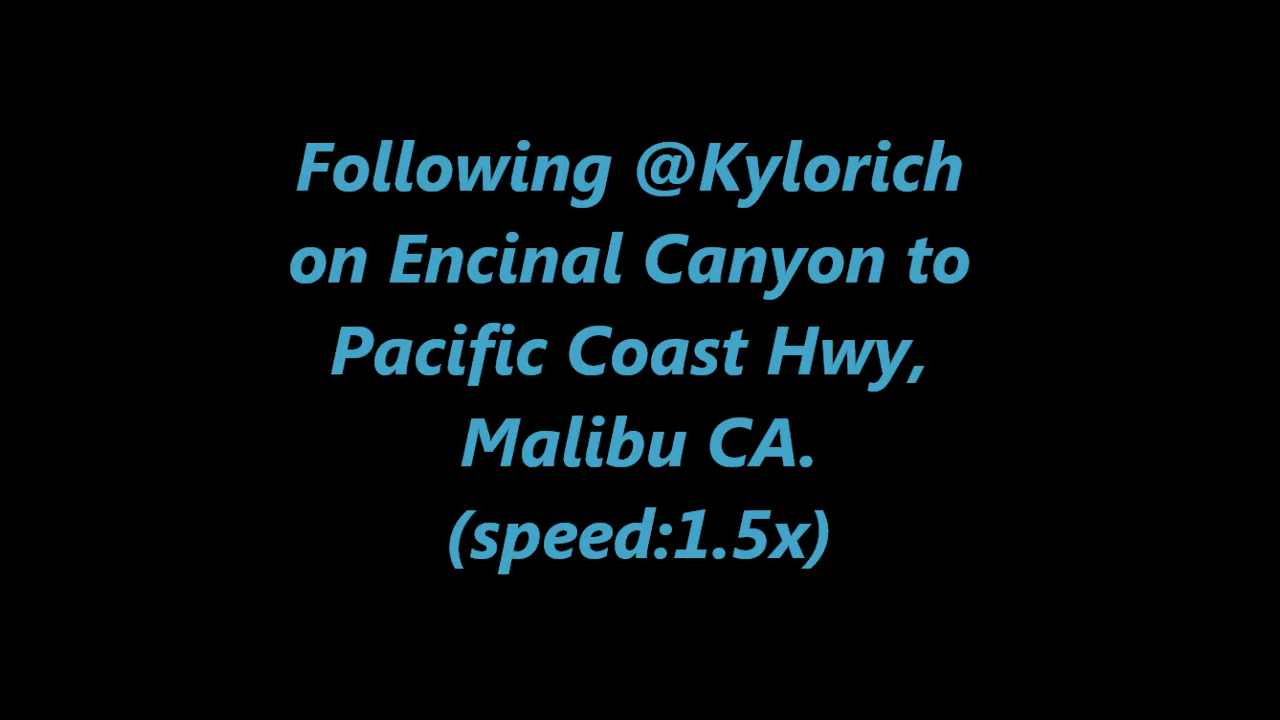 Following @Kylorich
on Encinal Canyon to
Pacific Coast Hwy,
Malibu CA.
(speed:1.5x)